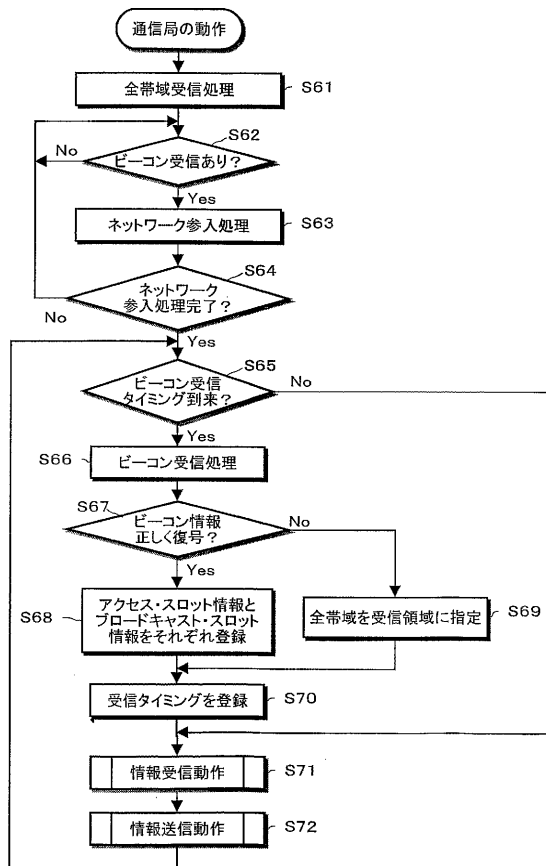 通信局の動作
全帯域受信処理
S61
S62
No
ビーコン受信あり?
Yes
ネットワーク参入処理
S63
S64
ネットワーク
参入処理完了?
No
Yes
S65
ビーコン受信
タイミング到来?
No
Yes
S66
ビーコン受信処理
S67
ビーコン情報
正しく復号?
No
Yes
S68
アクセス・スロット情報と
ブロードキャスト・スロット
情報をそれぞれ登録
全帯域を受信領域に指定
S69
受信タイミングを登録
S70
情報受信動作
S71
情報送信動作
S72